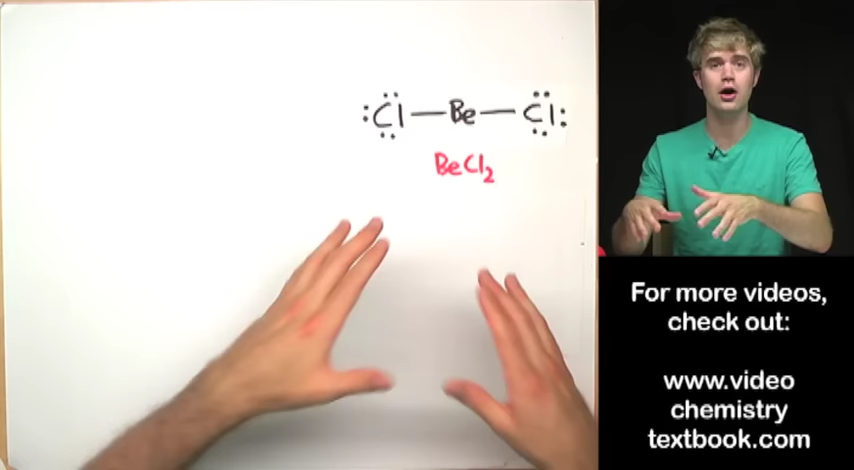 :Cl — Be — Cl:
BeCl₂
For more videos,
check out:
www.video
chemistry
textbook.com